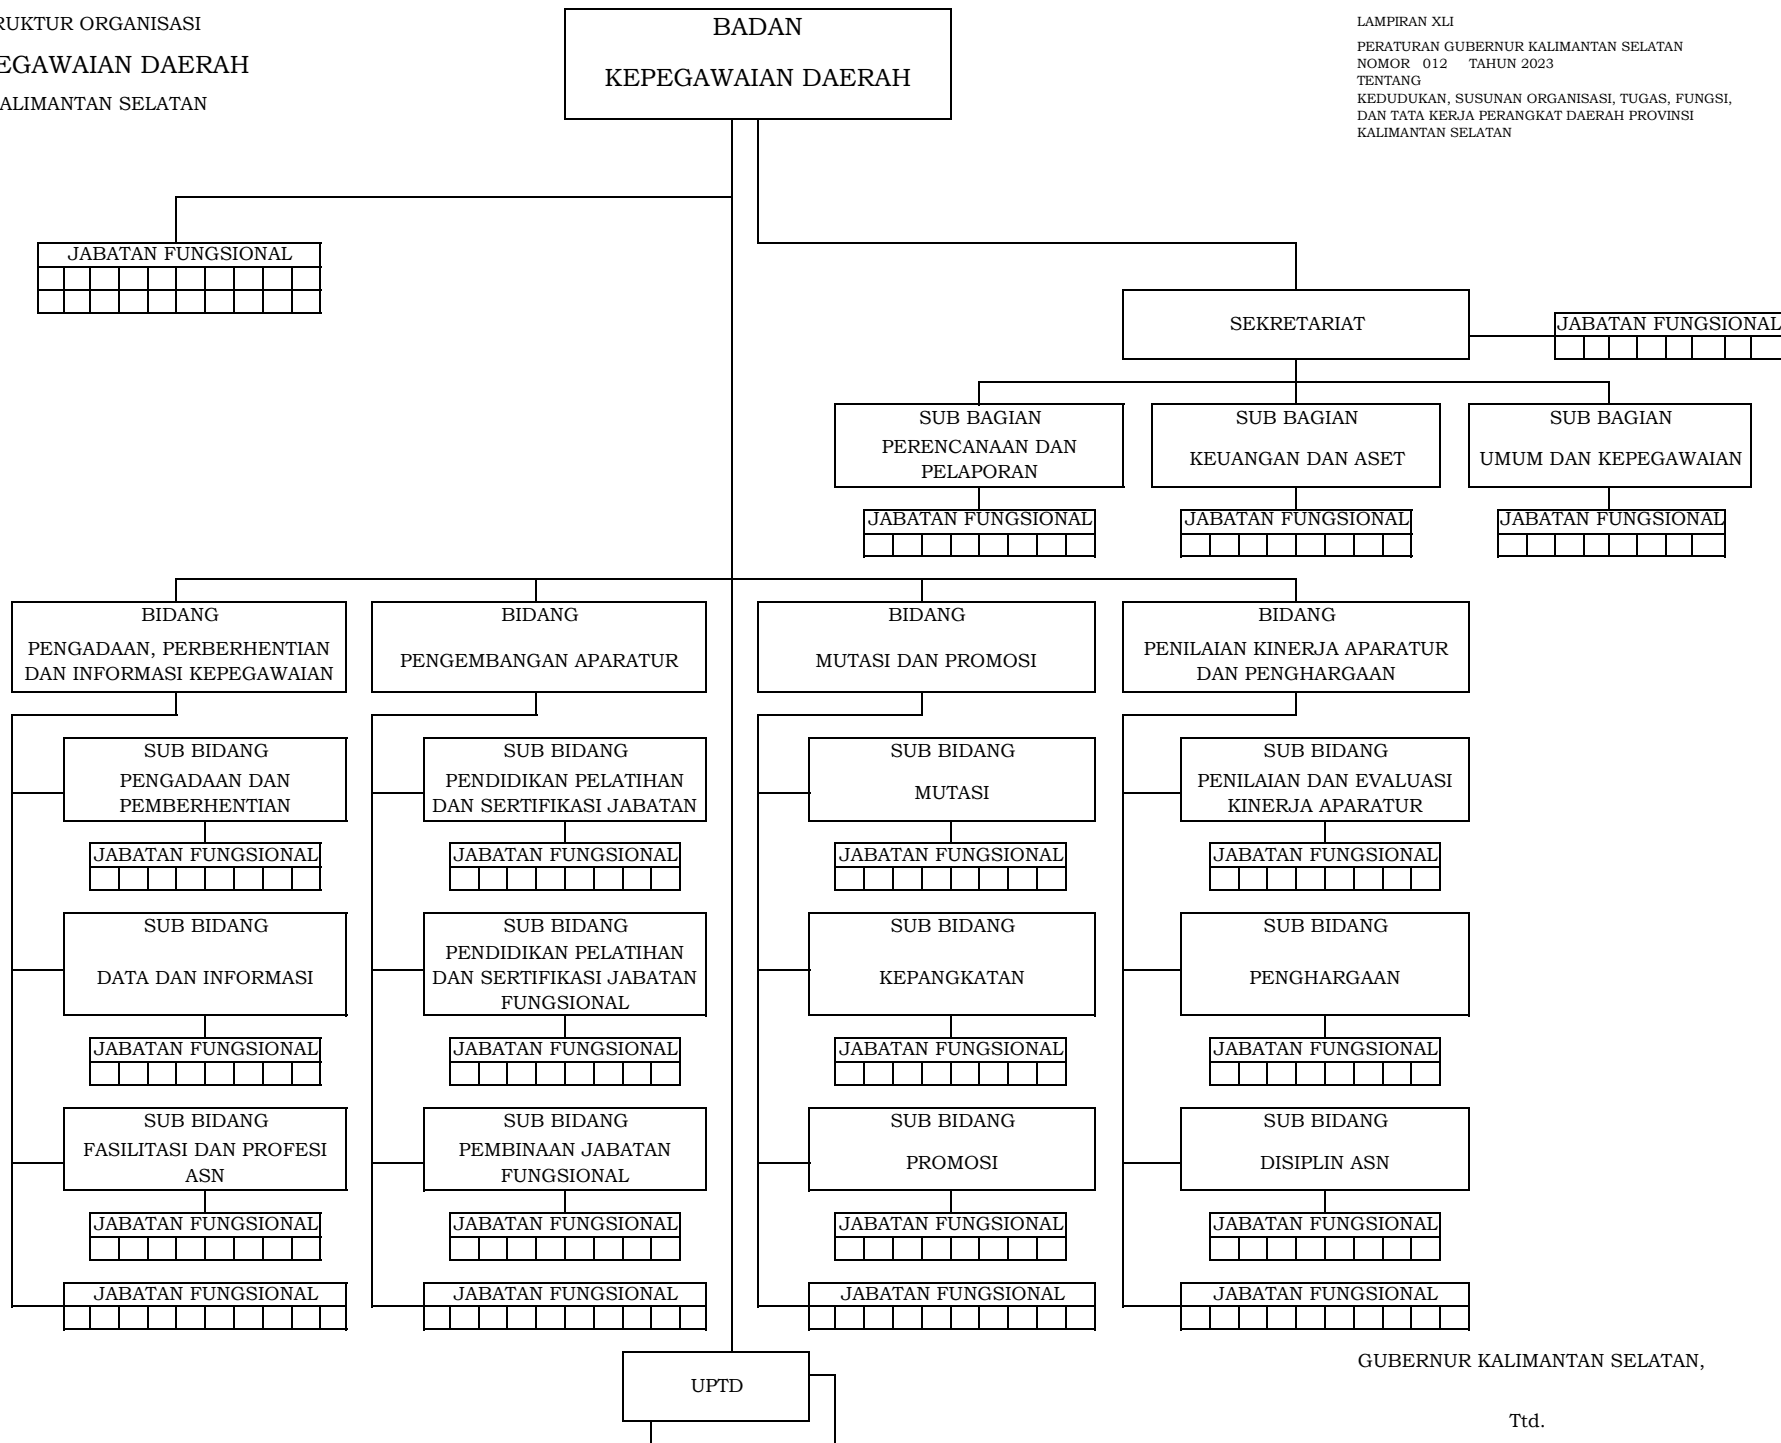 RUKTUR ORGANISASI
EGAWAIAN DAERAH
ALIMANTAN SELATAN
BADAN
KEPEGAWAIAN DAERAH
LAMPIRAN XLI
PERATURAN GUBERNUR KALIMANTAN SELATAN
NOMOR 012 TAHUN 2023
TENTANG
KEDUDUKAN, SUSUNAN ORGANISASI, TUGAS, FUNGSI,
DAN TATA KERJA PERANGKAT DAERAH PROVINSI
KALIMANTAN SELATAN
JABATAN FUNGSIONAL
SEKRETARIAT
JABATAN FUNGSIONAL
SUB BAGIAN
PERENCANAAN DAN
PELAPORAN
SUB BAGIAN
KEUANGAN DAN ASET
SUB BAGIAN
UMUM DAN KEPEGAWAIAN
JABATAN FUNGSIONAL
JABATAN FUNGSIONAL
JABATAN FUNGSIONAL
BIDANG
PENGADAAN, PERBERHENTIAN
DAN INFORMASI KEPEGAWAIAN
BIDANG
PENGEMBANGAN APARATUR
BIDANG
MUTASI DAN PROMOSI
BIDANG
PENILAIAN KINERJA APARATUR
DAN PENGHARGAAN
SUB BIDANG
PENGADAAN DAN
PEMBERHENTIAN
SUB BIDANG
PENDIDIKAN PELATIHAN
DAN SERTIFIKASI JABATAN
SUB BIDANG
MUTASI
SUB BIDANG
PENILAIAN DAN EVALUASI
KINERJA APARATUR
JABATAN FUNGSIONAL
JABATAN FUNGSIONAL
JABATAN FUNGSIONAL
JABATAN FUNGSIONAL
SUB BIDANG
DATA DAN INFORMASI
SUB BIDANG
PENDIDIKAN PELATIHAN
DAN SERTIFIKASI JABATAN
FUNGSIONAL
SUB BIDANG
KEPANGKATAN
SUB BIDANG
PENGHARGAAN
JABATAN FUNGSIONAL
JABATAN FUNGSIONAL
JABATAN FUNGSIONAL
JABATAN FUNGSIONAL
SUB BIDANG
FASILITASI DAN PROFESI
ASN
SUB BIDANG
PEMBINAAN JABATAN
FUNGSIONAL
SUB BIDANG
PROMOSI
SUB BIDANG
DISIPLIN ASN
JABATAN FUNGSIONAL
JABATAN FUNGSIONAL
JABATAN FUNGSIONAL
JABATAN FUNGSIONAL
JABATAN FUNGSIONAL
JABATAN FUNGSIONAL
JABATAN FUNGSIONAL
JABATAN FUNGSIONAL
UPTD
GUBERNUR KALIMANTAN SELATAN,
Ttd.